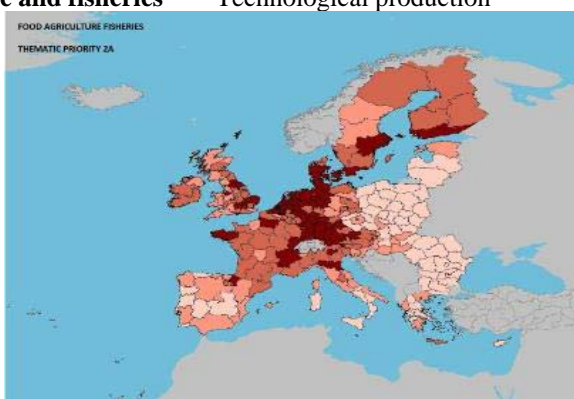 c and fisheries Technological production
FOOD AGRICULTURE FISHERIES
THEMATIC PRIORITY 2A